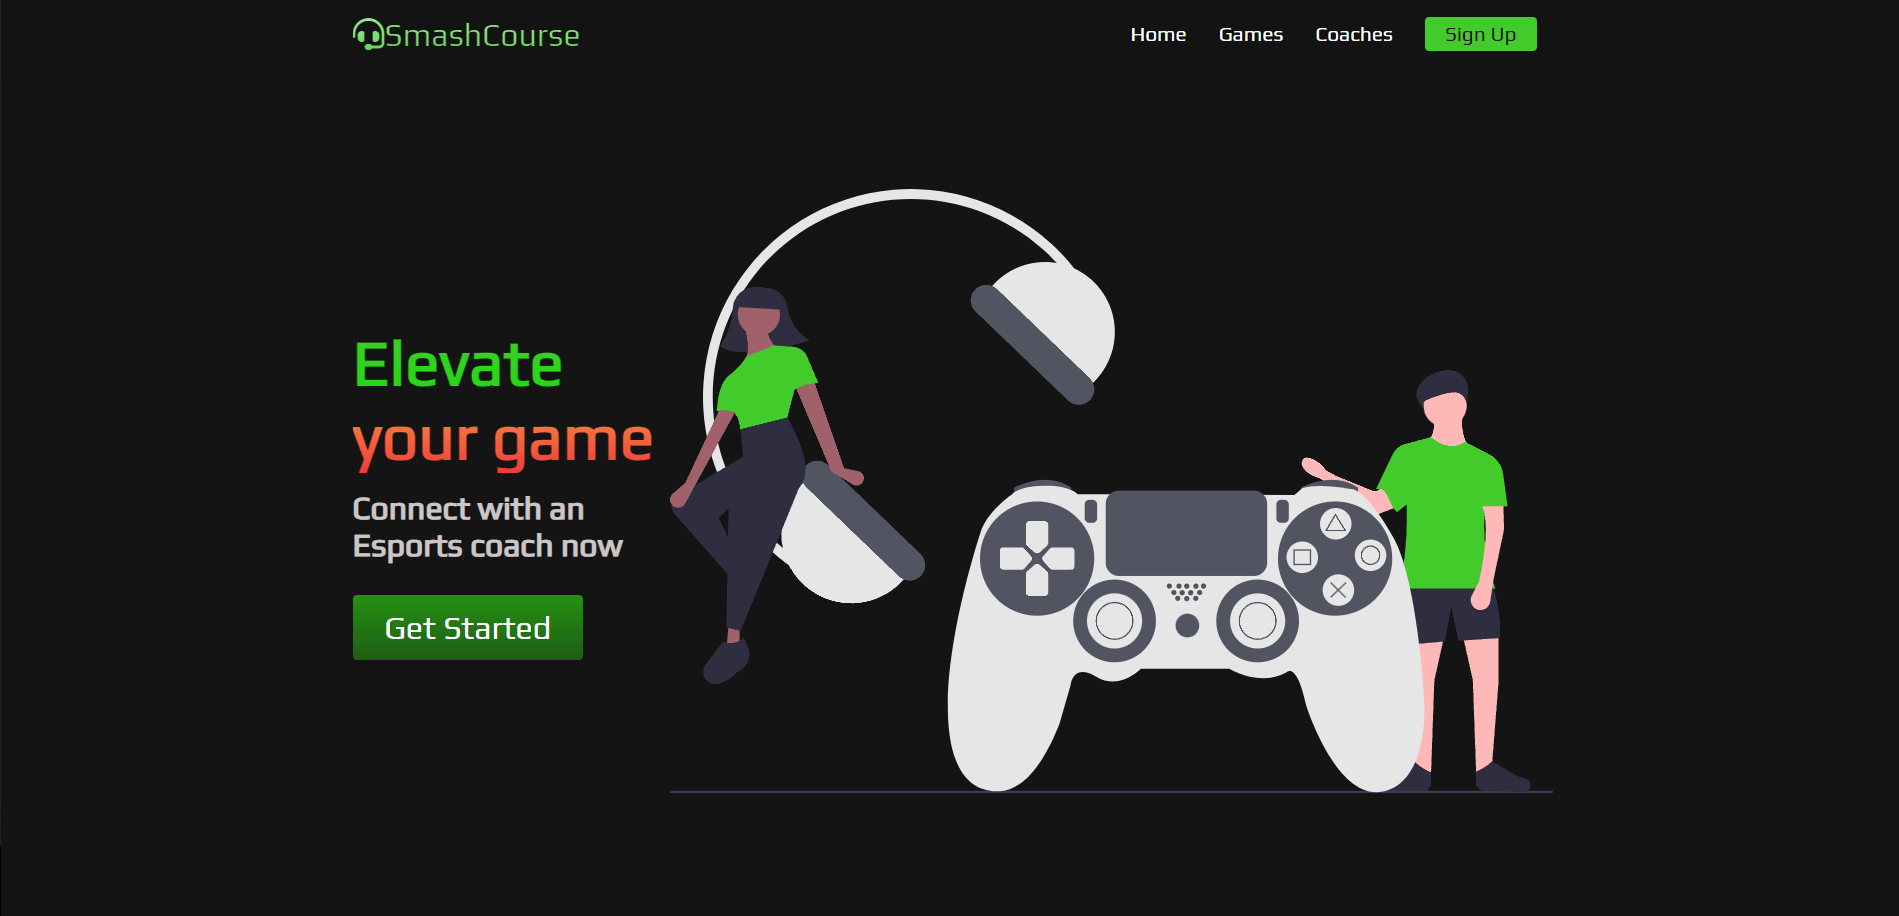 SmashCourse
Home
Games
Coaches
Sign Up
Elevate
your game
Connect with an
Esports coach now
Get Started